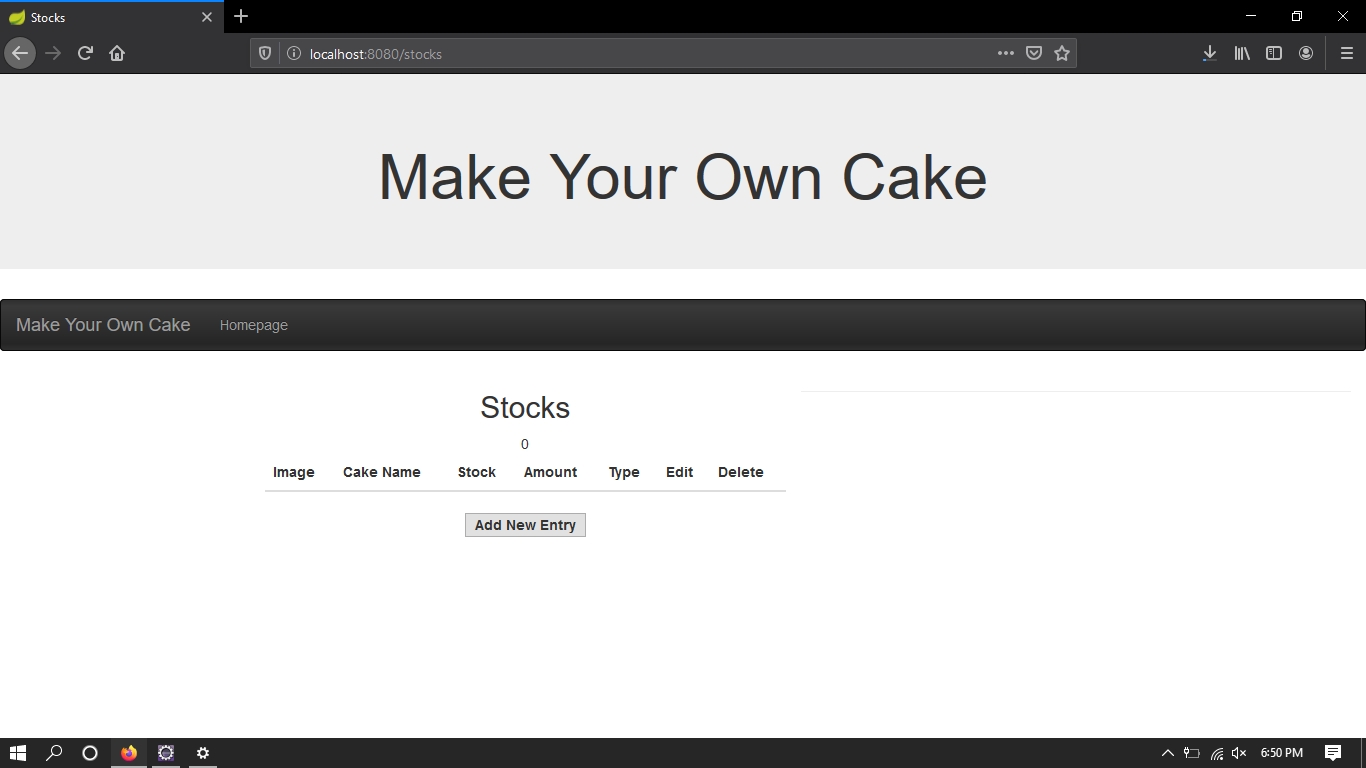 Stocks
localhost:8080/stocks
Make Your Own Cake
Make Your Own Cake Homepage
Stocks
0
Image Cake Name Stock Amount Type Edit Delete
Add New Entry
6:50 PM